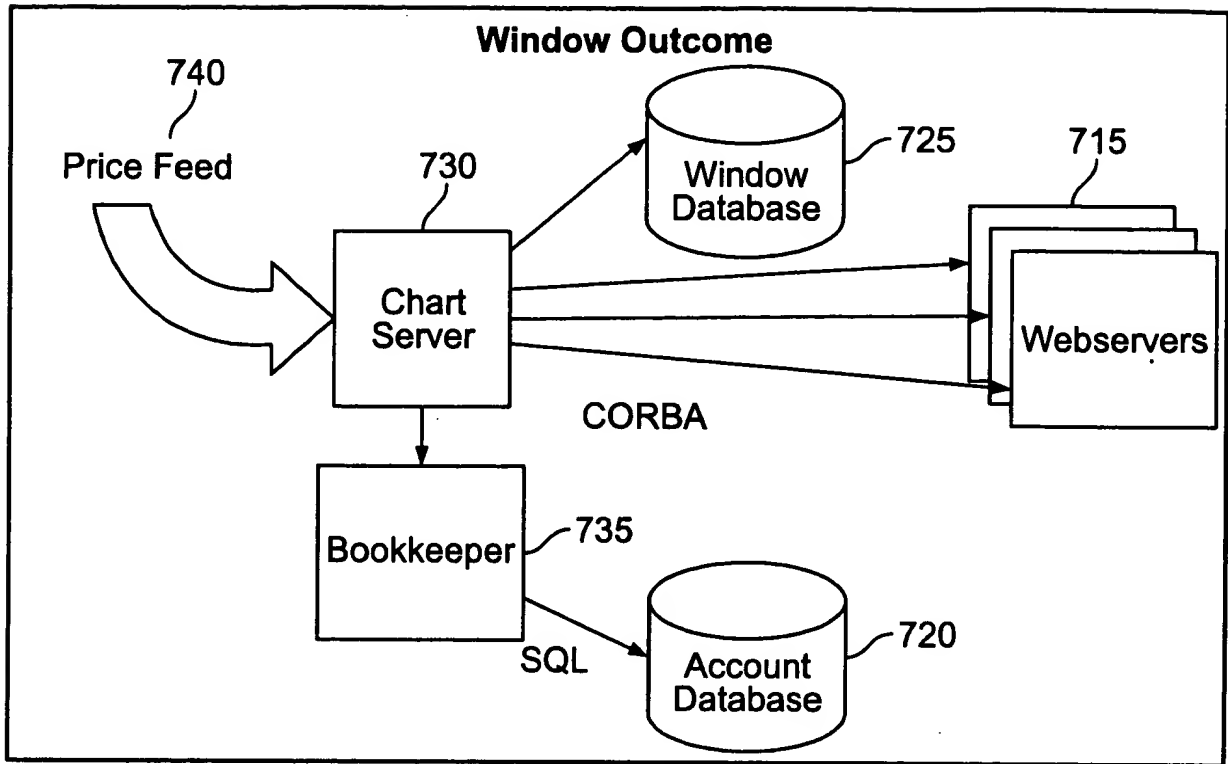 Window Outcome
740
Price Feed
730
725
715
Window
Database
Chart
Server
Webservers
CORBA
Bookkeeper
735
SQL
720
Account
Database